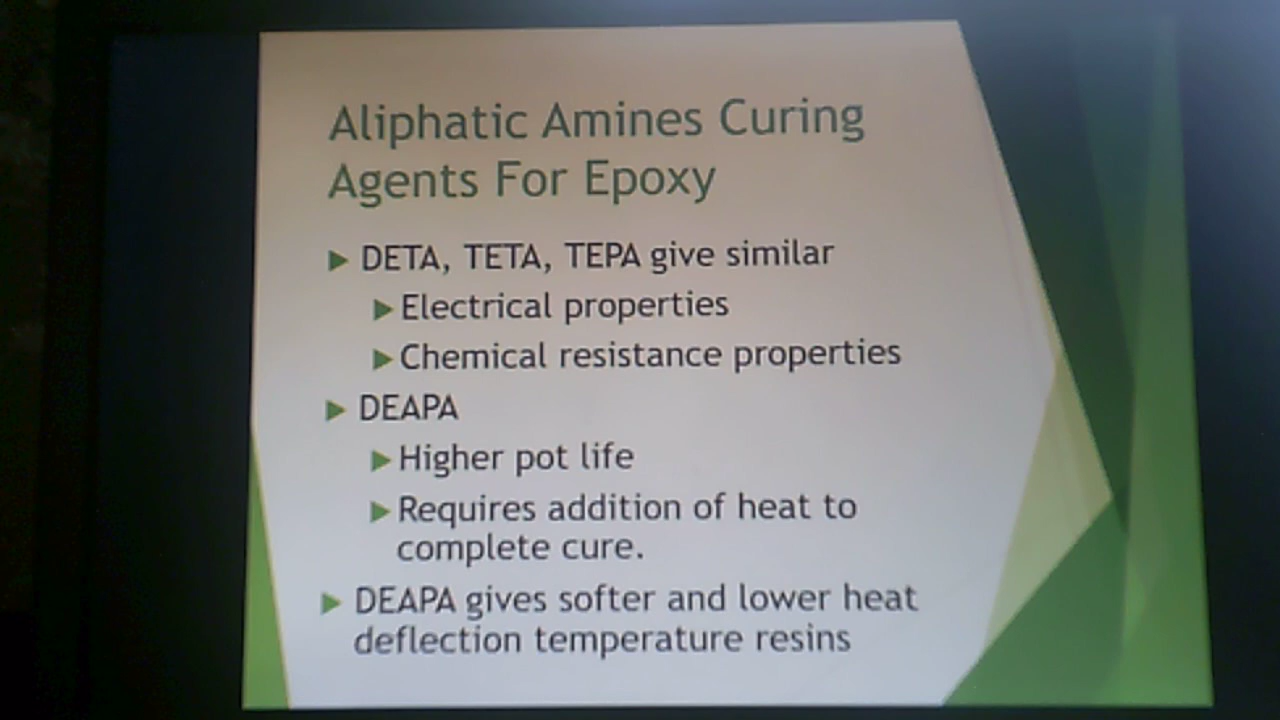 Aliphatic Amines Curing
Agents For Epoxy
DETA, TETA, TEPA give similar
Electrical properties
Chemical resistance properties
DEAPA
Higher pot life
Requires addition of heat to
complete cure.
DEAPA gives softer and lower heat
deflection temperature resins